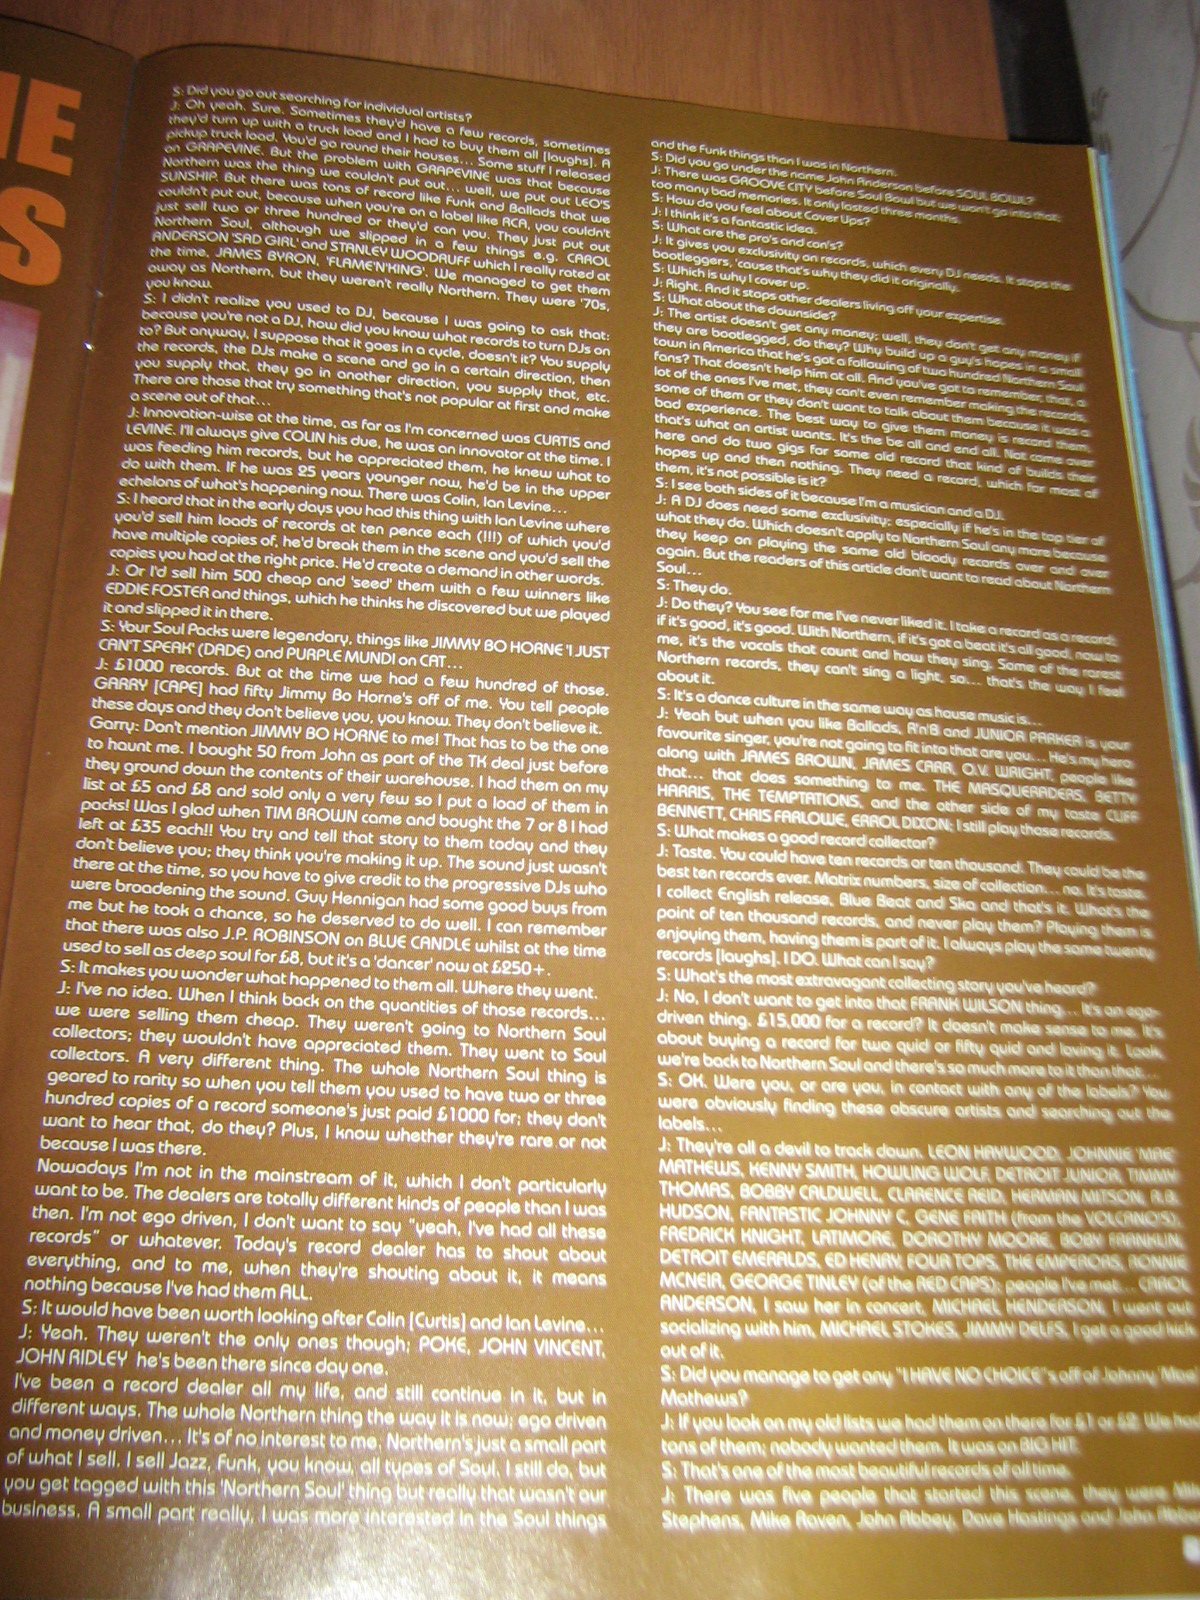 NE
S
S: Did you go out searching for individual artists?
J: Oh yeah. Sure. Sometimes they'd have a few records, sometimes
they'd turn up with a truck load and I had to buy them all [laughs]. A
pickup truck load. You'd go round their houses... Some stuff I released
on GRAPEVINE. But the problem with GRAPEVINE was that because
Northern was the thing we couldn't put out... well, we put out LEO'S
SUNSHIP. But there was tons of record like Funk and Ballads that we
couldn't put out, because when you're on a label like RCA, you couldn't
just sell two or three hundred or they'd can you. They just put out
Northern Soul, although we slipped in a few things e.g. CAROL
ANDERSON 'SAD GIRL' and STANLEY WOODRUFF which I really rated at
the time, JAMES BYRON, 'FLAME'N'KING'. We managed to get them
away as Northern, but they weren't really Northern. They were '70s,
you know.
S: I didn't realize you used to DJ, because I was going to ask that:
because you're not a DJ, how did you know what records to turn DJs on
to? But anyway, I suppose that it goes in a cycle, doesn't it? You supply
the records, the DJs make a scene and go in a certain direction, then
you supply that, they go in another direction, you supply that, etc.
There are those that try something that's not popular at first and make
a scene out of that...
J: Innovation-wise at the time, as far as I'm concerned was CURTIS and
LEVINE. I'll always give COLIN his due, he was an innovator at the time. I
was feeding him records, but he appreciated them, he knew what to
do with them. If he was 25 years younger now, he'd be in the upper
echelons of what's happening now. There was Colin, Ian Levine...
S: I heard that in the early days you had this thing with Ian Levine where
you'd sell him loads of records at ten pence each (!!!) of which you'd
have multiple copies of, he'd break them in the scene and you'd sell the
copies you had at the right price. He'd create a demand in other words.
J: Or I'd sell him 500 cheap and 'seed' them with a few winners like
EDDIE FOSTER and things, which he thinks he discovered but we played
it and slipped it in there.
S: Your Soul Packs were legendary, things like JIMMY BO HORNE 'I JUST
CAN'T SPEAK' (DADE) and PURPLE MUNDI on CAT...
J: £1000 records. But at the time we had a few hundred of those.
GARRY [CAPE] had fifty Jimmy Bo Horne's off of me. You tell people
these days and they don't believe you, you know. They don't believe it.
Garry: Don't mention JIMMY BO HORNE to me! That has to be the one
to haunt me. I bought 50 from John as part of the TK deal just before
they ground down the contents of their warehouse. I had them on my
list at £5 and £8 and sold only a very few so I put a load of them in
packs! Was I glad when TIM BROWN came and bought the 7 or 8 I had
left at £35 each!! You try and tell that story to them today and they
don't believe you; they think you're making it up. The sound just wasn't
there at the time, so you have to give credit to the progressive DJs who
were broadening the sound. Guy Hennigan had some good buys from
me but he took a chance, so he deserved to do well. I can remember
that there was also J.P. ROBINSON on BLUE CANDLE whilst at the time
used to sell as deep soul for £8, but it's a 'dancer' now at £250+.
S: It makes you wonder what happened to them all. Where they went.
J: I've no idea. When I think back on the quantities of those records...
we were selling them cheap. They weren't going to Northern Soul
collectors; they wouldn't have appreciated them. They went to Soul
collectors. A very different thing. The whole Northern Soul thing is
geared to rarity so when you tell them you used to have two or three
hundred copies of a record someone's just paid £1000 for; they don't
want to hear that, do they? Plus, I know whether they're rare or not
because I was there.
Nowadays I'm not in the mainstream of it, which I don't particularly
want to be. The dealers are totally different kinds of people than I was
then. I'm not ego driven, I don't want to say "yeah, I've had all these
records" or whatever. Today's record dealer has to shout about
everything, and to me, when they're shouting about it, it means
nothing because I've had them ALL.
S: It would have been worth looking after Colin [Curtis] and Ian Levine...
J: Yeah. They weren't the only ones though; POKE, JOHN VINCENT,
JOHN RIDLEY he's been there since day one.
I've been a record dealer all my life, and still continue in it, but in
different ways. The whole Northern thing the way it is now; ego driven
and money driven... It's of no interest to me; Northern's just a small part
of what I sell. I sell Jazz, Funk, you know, all types of Soul. I still do, but
you get tagged with this 'Northern Soul' thing but really that wasn't our
business. A small part really, I was more interested in the Soul things
and the Funk things than I was in Northern.
S: Did you go under the name John Anderson before SOUL BOWL?
J: There was GROOVE CITY before Soul Bowl but we won't go into that;
too many bad memories. It only lasted three months.
S: How do you feel about Cover Ups?
J: I think it's a fantastic idea.
S: What are the pro's and con's?
J: It gives you exclusivity on records, which every DJ needs. It stops the
bootleggers, 'cause that's why they did it originally.
S: Which is why I cover up.
J: Right. And it stops other dealers living off your expertise.
S: What about the downside?
J: The artist doesn't get any money; well, they don't get any money if
they are bootlegged, do they? Why build up a guy's hopes in a small
town in America that he's got a following of two hundred Northern Soul
fans? That doesn't help him at all. And you've got to remember that, a
lot of the ones I've met, they can't even remember making the records,
some of them or they don't want to talk about them because it was a
bad experience. The best way to give them money is record them,
that's what an artist wants. It's the be all and end all. Not come over
here and do two gigs for some old record that kind of builds their
hopes up and then nothing. They need a record, which for most of
them, it's not possible is it?
S: I see both sides of it because I'm a musician and a DJ.
J: A DJ does need some exclusivity; especially if he's in the top tier of
what they do. Which doesn't apply to Northern Soul any more because
they keep on playing the same old bloody records over and over
again. But the readers of this article don't want to read about Northern
Soul...
S: They do.
J: Do they? You see for me I've never liked it. I take a record as a record;
if it's good, it's good. With Northern, if it's got a beat it's all good, now to
me, it's the vocals that count and how they sing. Some of the rarest
Northern records, they can't sing a light, so... that's the way I feel
about it.
S: It's a dance culture in the same way as house music is...
J: Yeah but when you like Ballads, R'n'B and JUNIOR PARKER is your
favourite singer, you're not going to fit into that are you... He's my hero
along with JAMES BROWN, JAMES CARR, O.V. WRIGHT, people like
that... that does something to me. THE MASQUERADERS, BETTY
HARRIS, THE TEMPTATIONS, and the other side of my taste CLIFF
BENNETT, CHRIS FARLOWE, ERROL DIXON; I still play those records.
S: What makes a good record collector?
J: Taste. You could have ten records or ten thousand. They could be the
best ten records ever. Matrix numbers, size of collection... no. It's taste.
I collect English release, Blue Beat and Ska and that's it. What's the
point of ten thousand records, and never play them? Playing them is
enjoying them, having them is part of it. I always play the same twenty
records [laughs]. I DO. What can I say?
S: What's the most extravagant collecting story you've heard?
J: No, I don't want to get into that FRANK WILSON thing... It's an ego-
driven thing. £15,000 for a record? It doesn't make sense to me. It's
about buying a record for two quid or fifty quid and loving it. Look,
we're back to Northern Soul and there's so much more to it than that...
S: OK. Were you, or are you, in contact with any of the labels? You
were obviously finding these obscure artists and searching out the
labels...
J: They're all a devil to track down. LEON HAYWOOD, JOHNNIE 'MAE'
MATHEWS, KENNY SMITH, HOWLING WOLF, DETROIT JUNIOR, TIMMY
THOMAS, BOBBY CALDWELL, CLARENCE REID, HERMAN HITSON, R.B.
HUDSON, FANTASTIC JOHNNY C, GENE FAITH (from the VOLCANO'S),
FREDRICK KNIGHT, LATIMORE, DOROTHY MOORE, BOBY FRANKLIN,
DETROIT EMERALDS, ED HENRY, FOUR TOPS, THE EMPERORS, RONNIE
MCNEIR, GEORGE TINLEY (of the RED CAPS); people I've met... CAROL
ANDERSON, I saw her in concert, MICHAEL HENDERSON, I went out
socializing with him, MICHAEL STOKES, JIMMY DELPS, I get a good kick
out of it.
S: Did you manage to get any "I HAVE NO CHOICE"s off of Johnny 'Mae'
Mathews?
J: If you look on my old lists we had them on there for £1 or £2. We had
tons of them; nobody wanted them. It was on BIG HIT.
S: That's one of the most beautiful records of all time.
J: There was five people that started this scene, they were
Stephens, Mike Raven, John Abbey, Dave Hastings and John